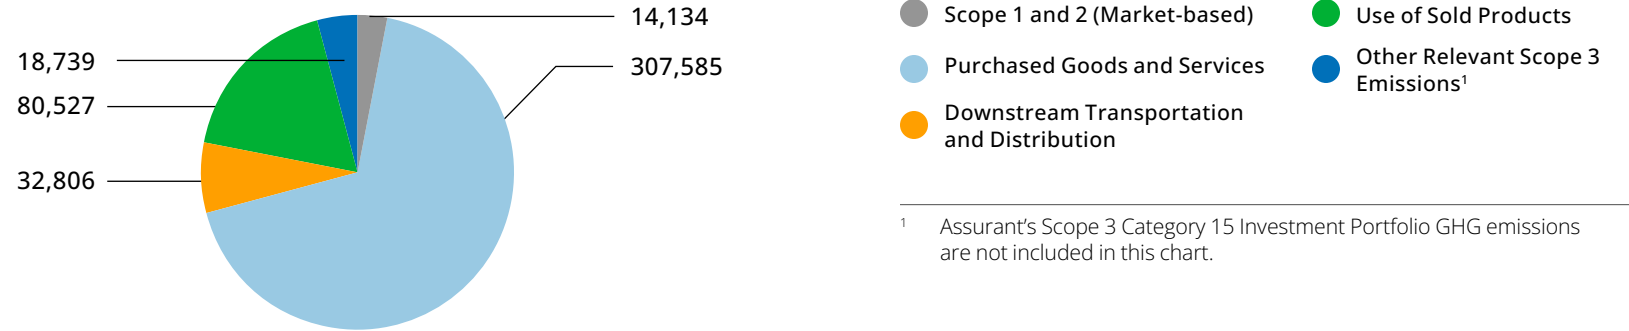 14,134
307,585
18,739
80,527
32,806
Scope 1 and 2 (Market-based)
Purchased Goods and Services
Downstream Transportation
and Distribution
Use of Sold Products
Other Relevant Scope 3
Emissions¹
¹ Assurant’s Scope 3 Category 15 Investment Portfolio GHG emissions
are not included in this chart.